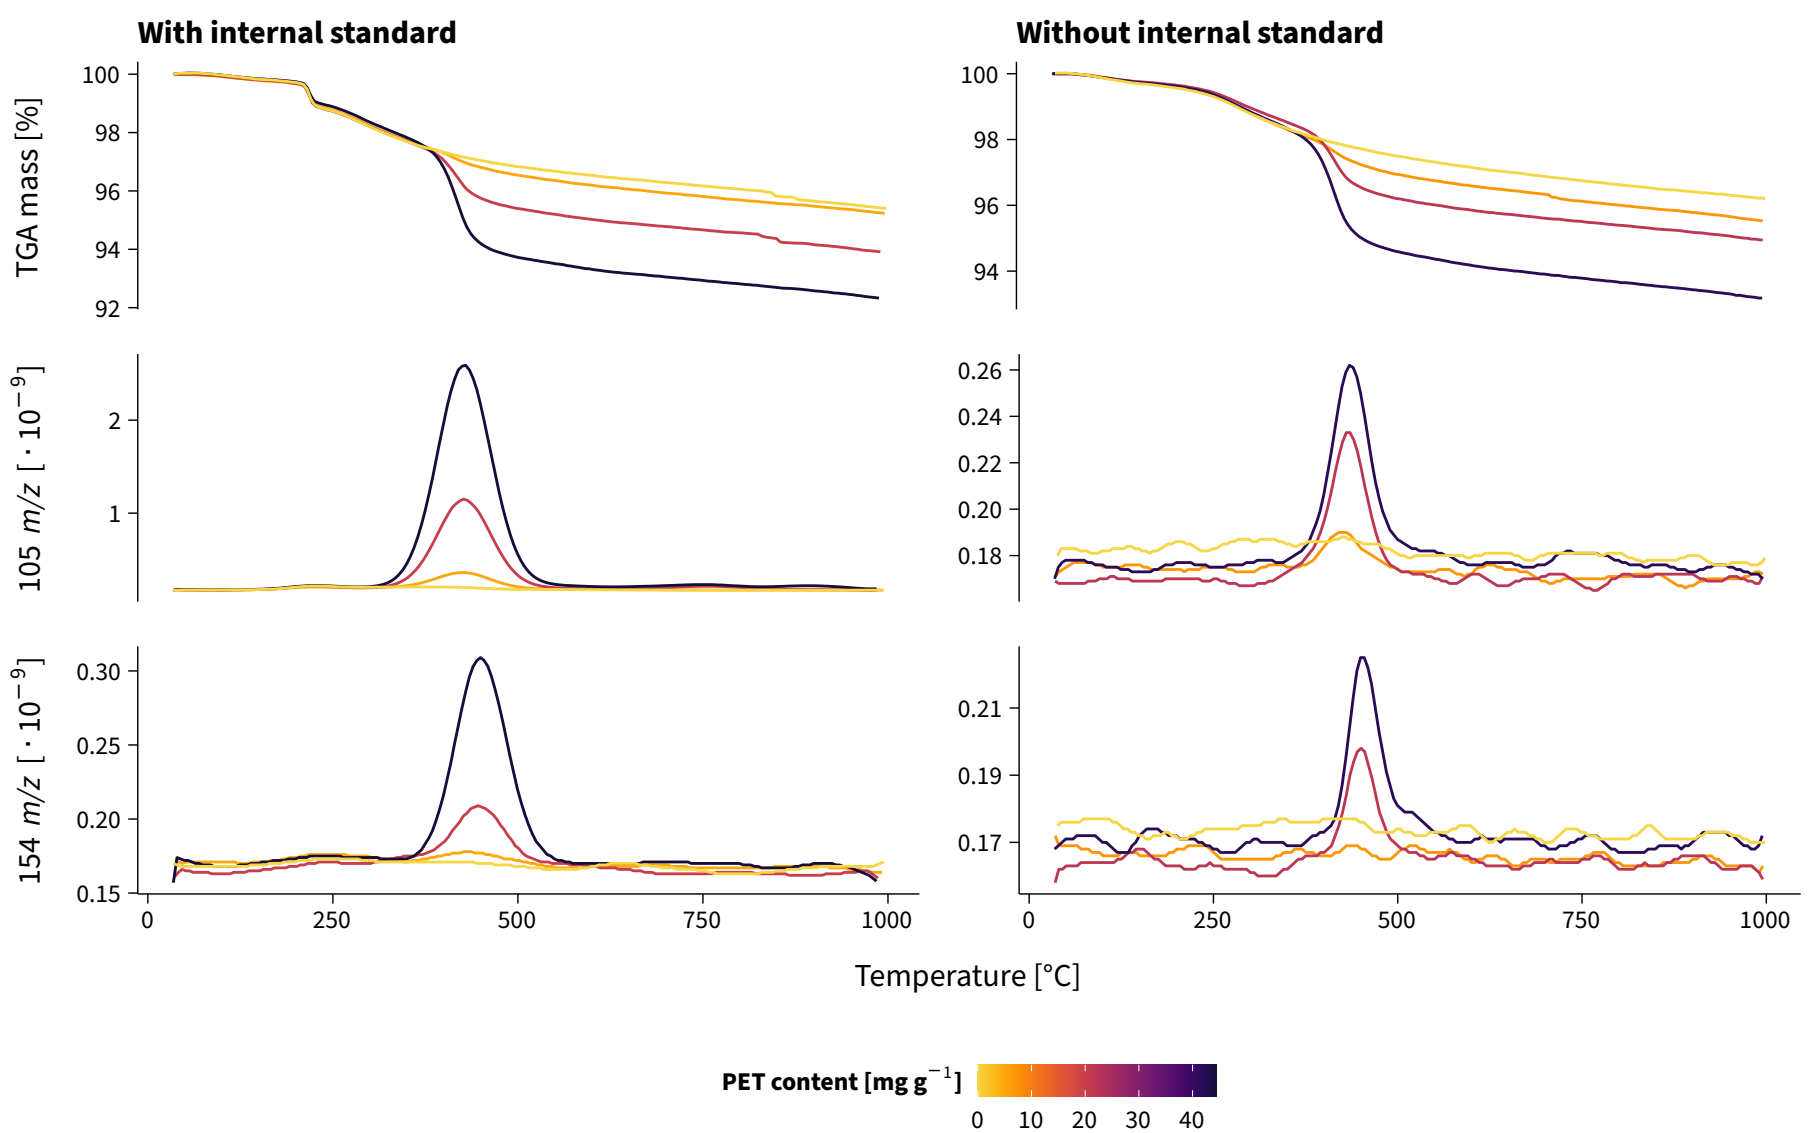 With internal standard
Without internal standard
TGA mass [%]
100
98
96
94
92
100
98
96
94
105 m/z [ · 10⁻⁹]
2
1
0.26
0.24
0.22
0.20
0.18
154 m/z [ · 10⁻⁹]
0.30
0.25
0.20
0.15
0.21
0.19
0.17
0 250 500 750 1000
0 250 500 750 1000
Temperature [°C]
PET content [mg g⁻¹]
0 10 20 30 40